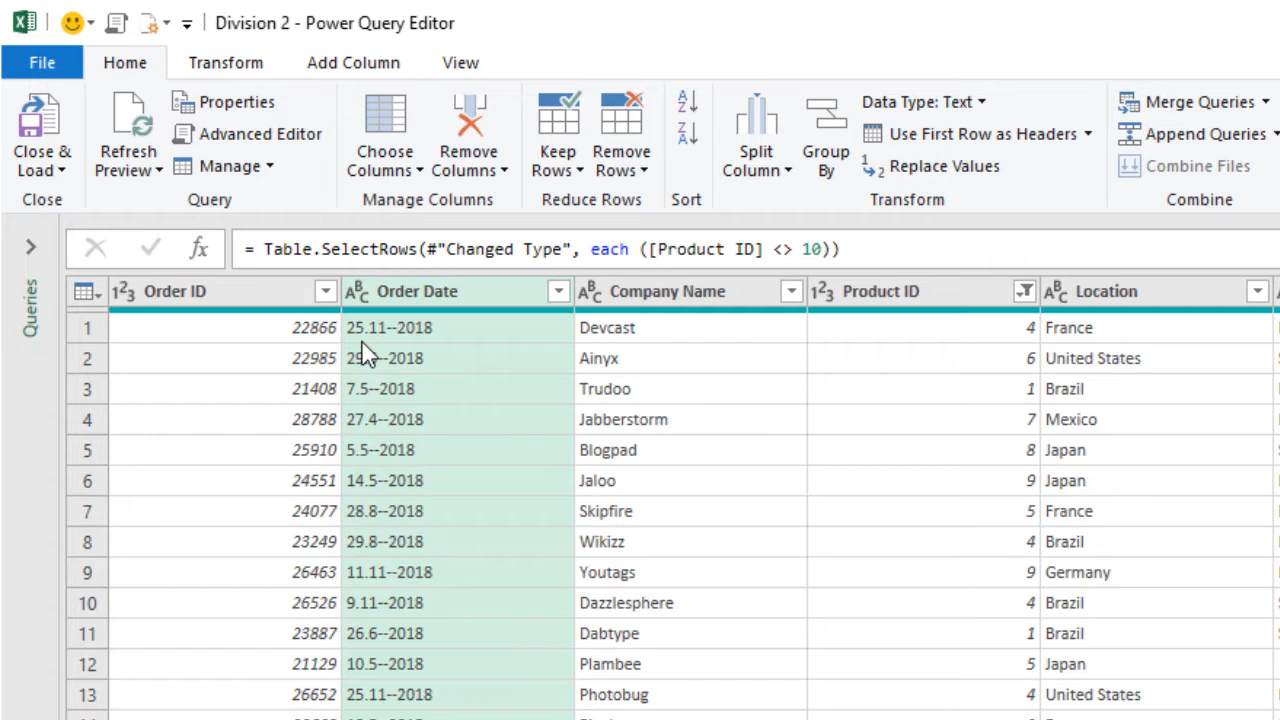 Division 2 - Power Query Editor
File Home Transform Add Column View
Close & Load
Refresh Preview
Properties
Advanced Editor
Manage
Choose Columns
Remove Columns
Keep Rows
Remove Rows
Split Column
Group By
Data Type: Text
Use First Row as Headers
Replace Values
Merge Queries
Append Queries
Combine Files
Close Query Manage Columns Reduce Rows Sort Transform Combine
= Table.SelectRows(#"Changed Type", each ([Product ID] <> 10))
Queries
Order ID Order Date Company Name Product ID Location
1 22866 25.11--2018 Devcast 4 France
2 22985 --2018 Ainyx 6 United States
3 21408 7.5--2018 Trudoo 1 Brazil
4 28788 27.4--2018 Jabberstorm 7 Mexico
5 25910 5.5--2018 Blogpad 8 Japan
6 24551 14.5--2018 Jaloo 9 Japan
7 24077 28.8--2018 Skipfire 5 France
8 23249 29.8--2018 Wikizz 4 Brazil
9 26463 11.11--2018 Youtags 9 Germany
10 26526 9.11--2018 Dazzlesphere 4 Brazil
11 23887 26.6--2018 Dabtype 1 Brazil
12 21129 10.5--2018 Plambee 5 Japan
13 26652 25.11--2018 Photobug 4 United States